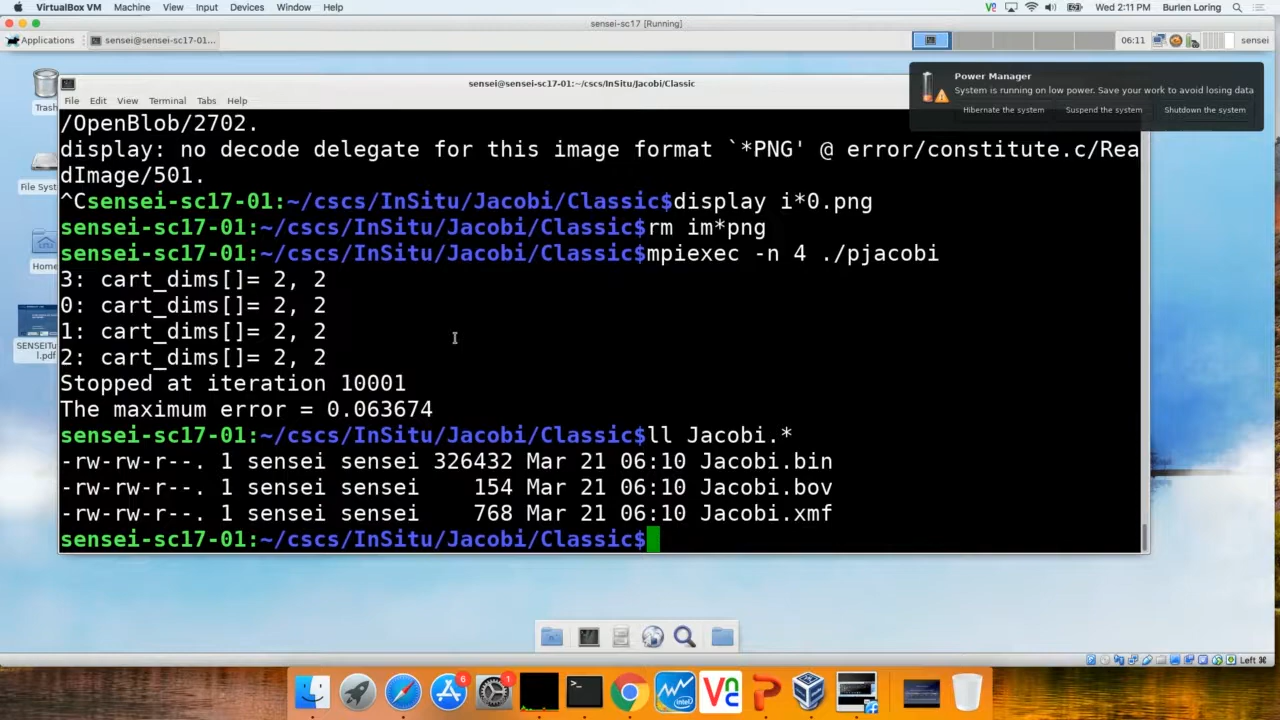 VirtualBox VM Machine View Input Devices Window Help Wed 2:11 PM Burlen Loring
sensei-sc17 [Running]
Applications sensei@sensei-sc17-01... 06:11 sensei
sensei@sensei-sc17-01:~/cscs/InSitu/Jacobi/Classic
File Edit View Terminal Tabs Help
Power Manager
System is running on low power. Save your work to avoid losing data
Hibernate the system Suspend the system Shutdown the system
Trash
File Sys
Home
SENSEITu
l.pdf
/OpenBlob/2702.
display: no decode delegate for this image format `*PNG' @ error/constitute.c/Rea
dImage/501.
^Csensei-sc17-01:~/cscs/InSitu/Jacobi/Classic$display i*0.png
sensei-sc17-01:~/cscs/InSitu/Jacobi/Classic$rm im*png
sensei-sc17-01:~/cscs/InSitu/Jacobi/Classic$mpiexec -n 4 ./pjacobi
3: cart_dims[]= 2, 2
0: cart_dims[]= 2, 2
1: cart_dims[]= 2, 2
2: cart_dims[]= 2, 2
Stopped at iteration 10001
The maximum error = 0.063674
sensei-sc17-01:~/cscs/InSitu/Jacobi/Classic$ll Jacobi.*
-rw-rw-r--. 1 sensei sensei 326432 Mar 21 06:10 Jacobi.bin
-rw-rw-r--. 1 sensei sensei    154 Mar 21 06:10 Jacobi.bov
-rw-rw-r--. 1 sensei sensei    768 Mar 21 06:10 Jacobi.xmf
sensei-sc17-01:~/cscs/InSitu/Jacobi/Classic$
Left ⌘
6
1